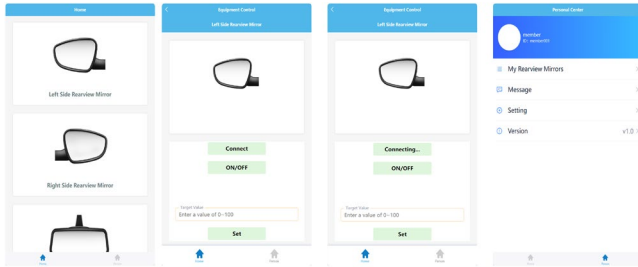 Home
Left Side Rearview Mirror
Right Side Rearview Mirror
Home
Equipment Control
Left Side Rearview Mirror
Connect
ON/OFF
Target Value
Enter a value of 0~100
Set
Home
Equipment Control
Left Side Rearview Mirror
Connecting...
ON/OFF
Target Value
Enter a value of 0~100
Set
Home
Personal Center
member
My Rearview Mirrors
Message
Setting
Version v1.0